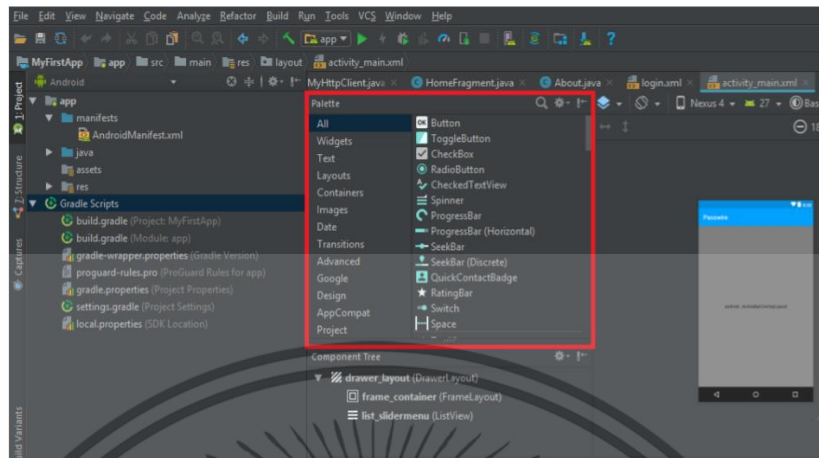 File Edit View Navigate Code Analyze Refactor Build Run Tools VCS Window Help
app
MyFirstApp app src main res layout activity_main.xml
Android
MyHttpClient.java HomeFragment.java About.java login.xml activity_main.xml
1: Project
Z: Structure
Captures
app
manifests
AndroidManifest.xml
java
assets
res
Gradle Scripts
build.gradle (Project: MyFirstApp)
build.gradle (Module: app)
gradle-wrapper.properties (Gradle Version)
proguard-rules.pro (ProGuard Rules for app)
gradle.properties (Project Properties)
settings.gradle (Project Settings)
local.properties (SDK Location)
Palette
All
Widgets
Text
Layouts
Containers
Images
Date
Transitions
Advanced
Google
Design
AppCompat
Project
OK Button
ToggleButton
CheckBox
RadioButton
CheckedTextView
Spinner
ProgressBar
ProgressBar (Horizontal)
SeekBar
SeekBar (Discrete)
QuickContactBadge
RatingBar
Switch
Space
Component Tree
drawer_layout (DrawerLayout)
frame_container (FrameLayout)
list_slidermenu (ListView)
Nexus 4 27
18